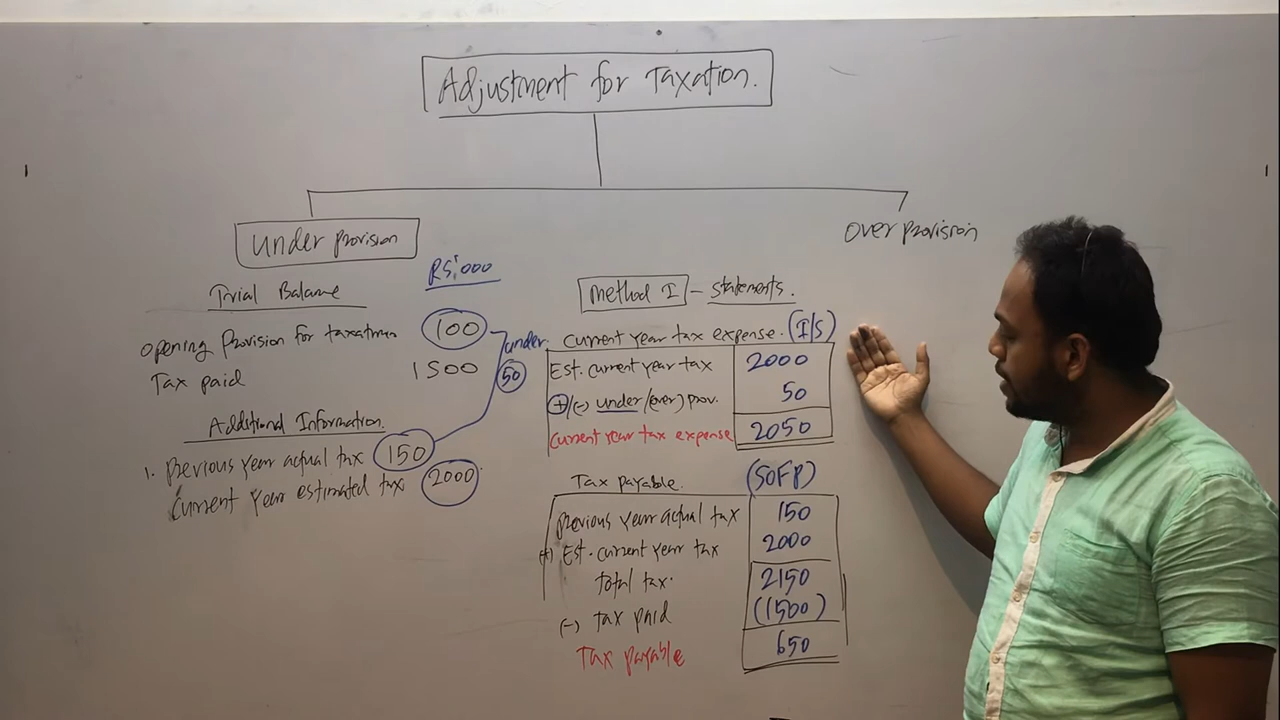 Adjustment for Taxation.
Under provision
Over provision
Trial Balance
RS;000
Opening Provision for taxation
100
Tax paid
1500
under
50
Additional Information
1. Previous year actual tax 150
Current Year estimated tax 2000
Method I - Statements.
Current year tax expense. (I/S)
Est. current year tax 2000
(+)/(-) under/(over) prov. 50
Current year tax expense 2050
Tax payable. (SOFP)
Previous Year actual tax 150
(+) Est. current year tax 2000
Total tax. 2150
(-) tax paid (1500)
Tax payable 650